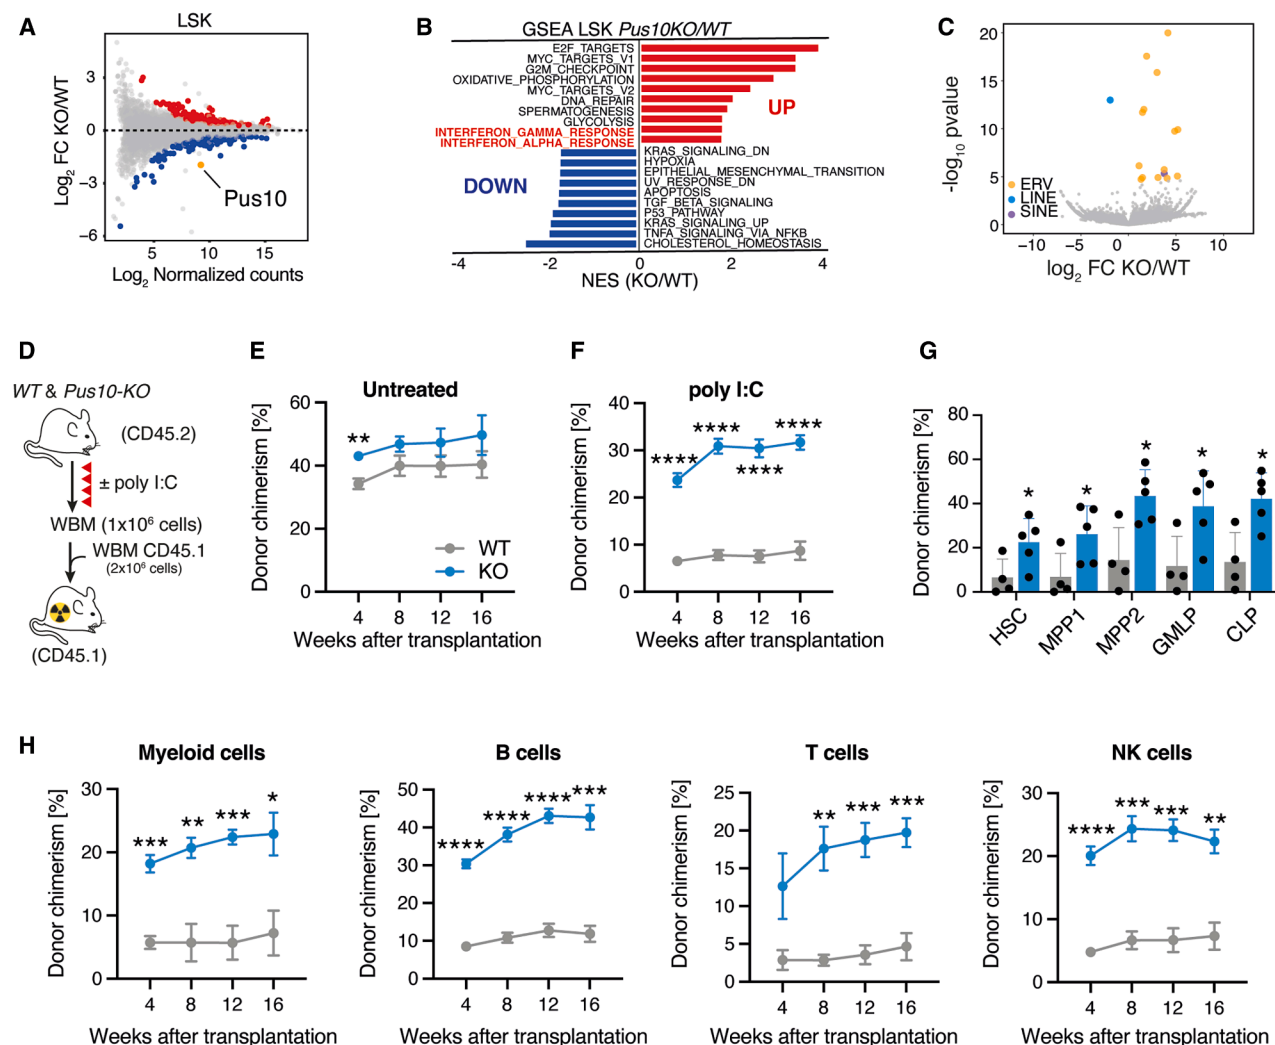 A
LSK
Log2 FC KO/WT
3
0
−3
−6
Pus10
5
10
15
Log2 Normalized counts
B
GSEA LSK Pus10KO/WT
E2F_TARGETS
MYC_TARGETS_V1
G2M_CHECKPOINT
OXIDATIVE_PHOSPHORYLATION
MYC_TARGETS_V2
DNA_REPAIR
SPERMATOGENESIS
GLYCOLYSIS
INTERFERON_GAMMA_RESPONSE
INTERFERON_ALPHA_RESPONSE
UP
KRAS_SIGNALING_DN
HYPOXIA
EPITHELIAL_MESENCHYMAL_TRANSITION
UV_RESPONSE_DN
APOPTOSIS
TGF_BETA_SIGNALING
P53_PATHWAY
KRAS_SIGNALING_UP
TNFA_SIGNALING_VIA_NFKB
CHOLESTEROL_HOMEOSTASIS
DOWN
-4
-2
0
2
4
NES (KO/WT)
C
-log10 pvalue
20
15
10
5
0
ERV
LINE
SINE
−10
−5
0
5
10
log2 FC KO/WT
D
WT & Pus10-KO
(CD45.2)
± poly I:C
WBM (1x10⁶ cells)
WBM CD45.1
(2x10⁶ cells)
(CD45.1)
E
Untreated
Donor chimerism [%]
60
40
20
0
**
WT
KO
4
8
12
16
Weeks after transplantation
F
poly I:C
Donor chimerism [%]
40
30
20
10
0
****
****
****
****
4
8
12
16
Weeks after transplantation
G
Donor chimerism [%]
80
60
40
20
0
*
*
*
*
*
HSC
MPP1
MPP2
GMLP
CLP
H
Myeloid cells
Donor chimerism [%]
30
20
10
0
***
**
***
*
4
8
12
16
Weeks after transplantation
B cells
Donor chimerism [%]
50
40
30
20
10
0
****
****
****
***
4
8
12
16
Weeks after transplantation
T cells
Donor chimerism [%]
25
20
15
10
5
0
**
***
***
4
8
12
16
Weeks after transplantation
NK cells
Donor chimerism [%]
30
20
10
0
****
***
***
**
4
8
12
16
Weeks after transplantation